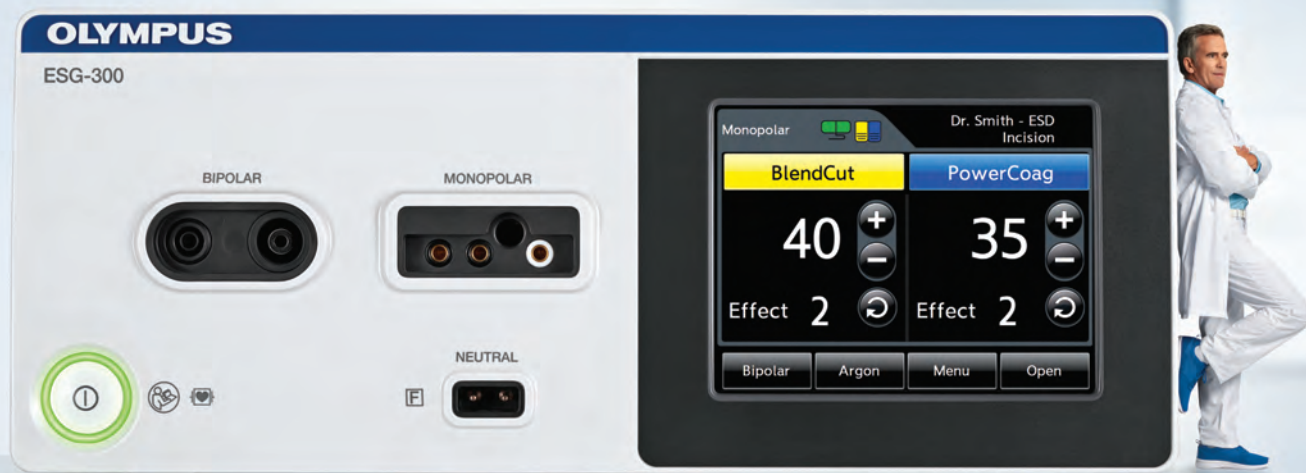 OLYMPUS
ESG-300
BIPOLAR
MONOPOLAR
NEUTRAL
F
Monopolar
Dr. Smith - ESD
Incision
BlendCut
PowerCoag
40
35
Effect 2
Effect 2
Bipolar
Argon
Menu
Open